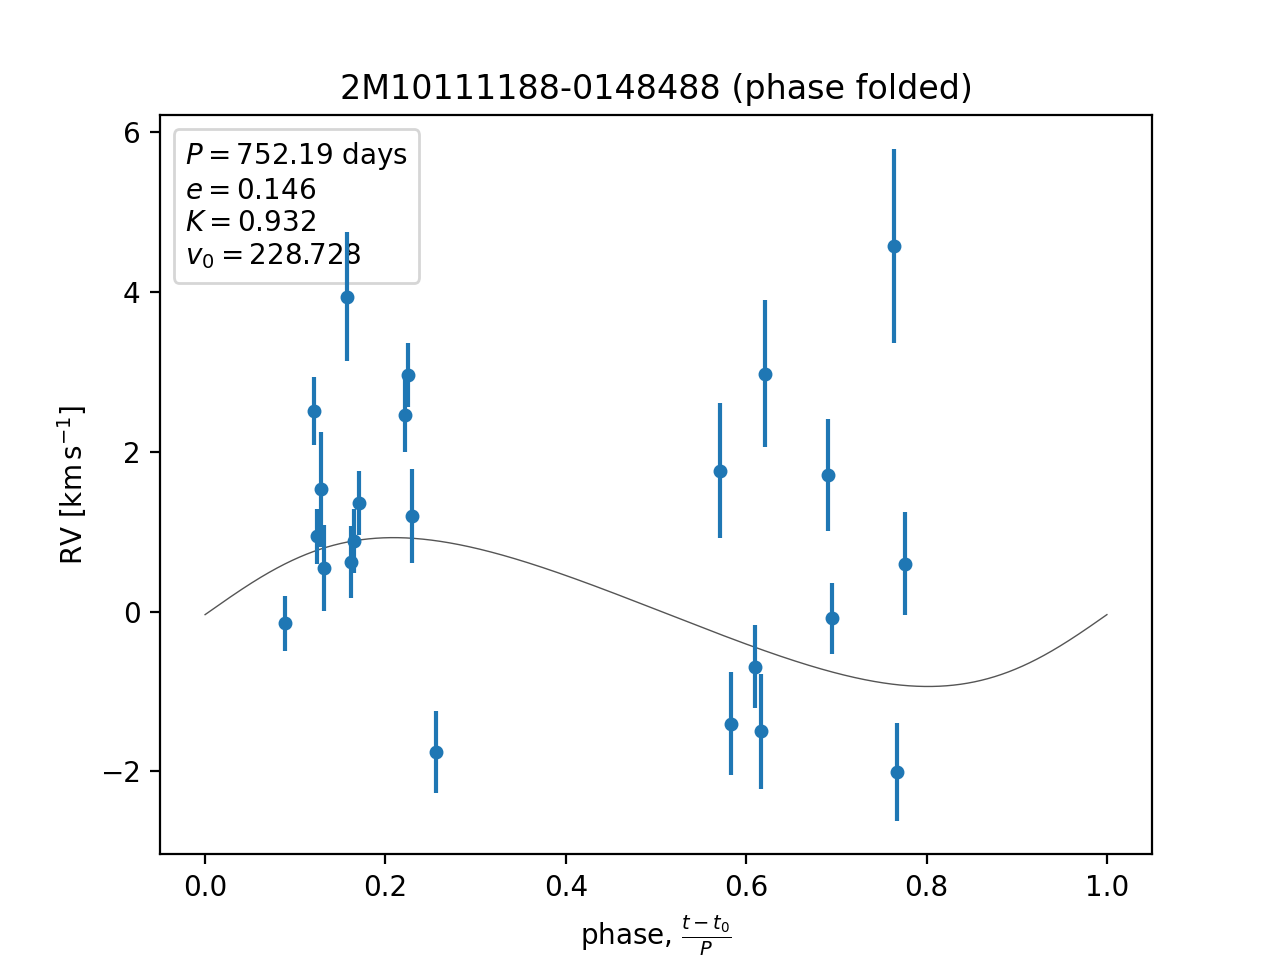 2M10111188-0148488 (phase folded)
P = 752.19 days
e = 0.146
K = 0.932
v₀ = 228.728
6
4
2
0
−2
RV [km s⁻¹]
0.0 0.2 0.4 0.6 0.8 1.0
phase, (t − t₀)/P